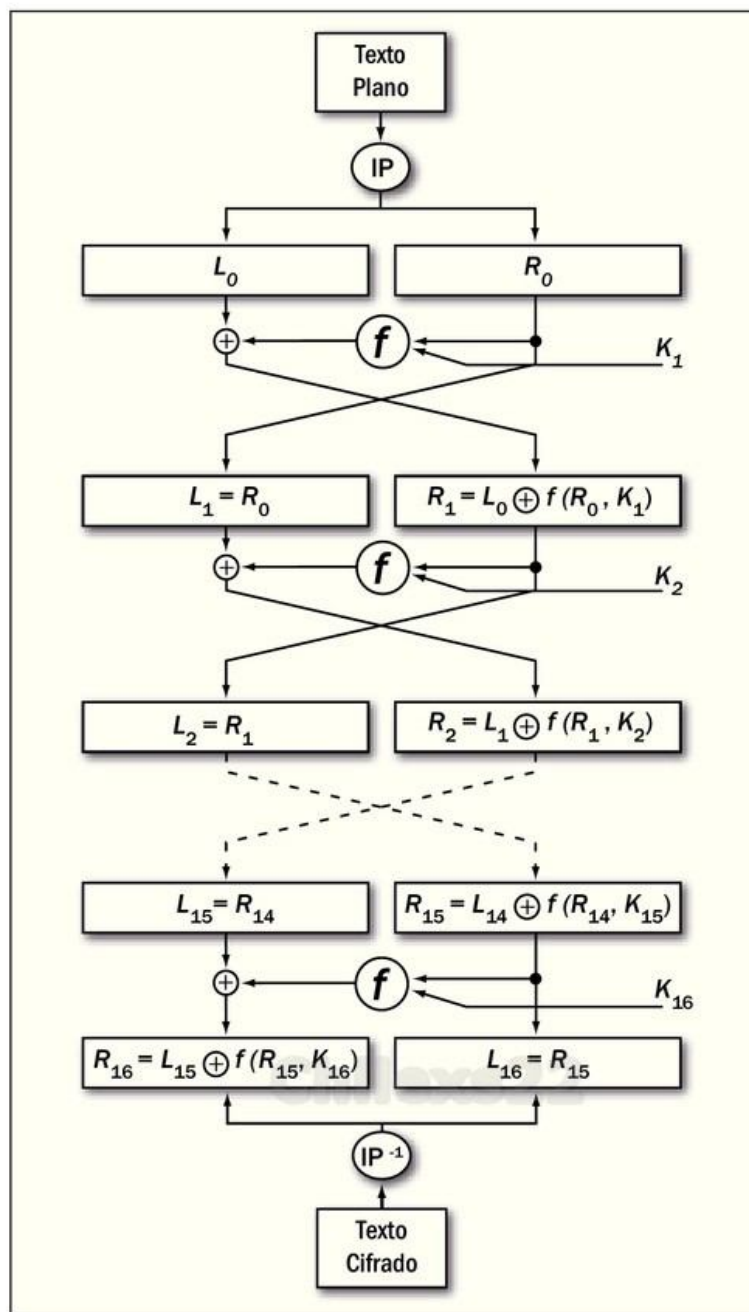 Texto
Plano
IP
L₀
R₀
f
K₁
L₁ = R₀
R₁ = L₀ ⊕ f (R₀ , K₁)
f
K₂
L₂ = R₁
R₂ = L₁ ⊕ f (R₁ , K₂)
L₁₅ = R₁₄
R₁₅ = L₁₄ ⊕ f (R₁₄, K₁₅)
f
K₁₆
R₁₆ = L₁₅ ⊕ f (R₁₅, K₁₆)
L₁₆ = R₁₅
IP⁻¹
Texto
Cifrado